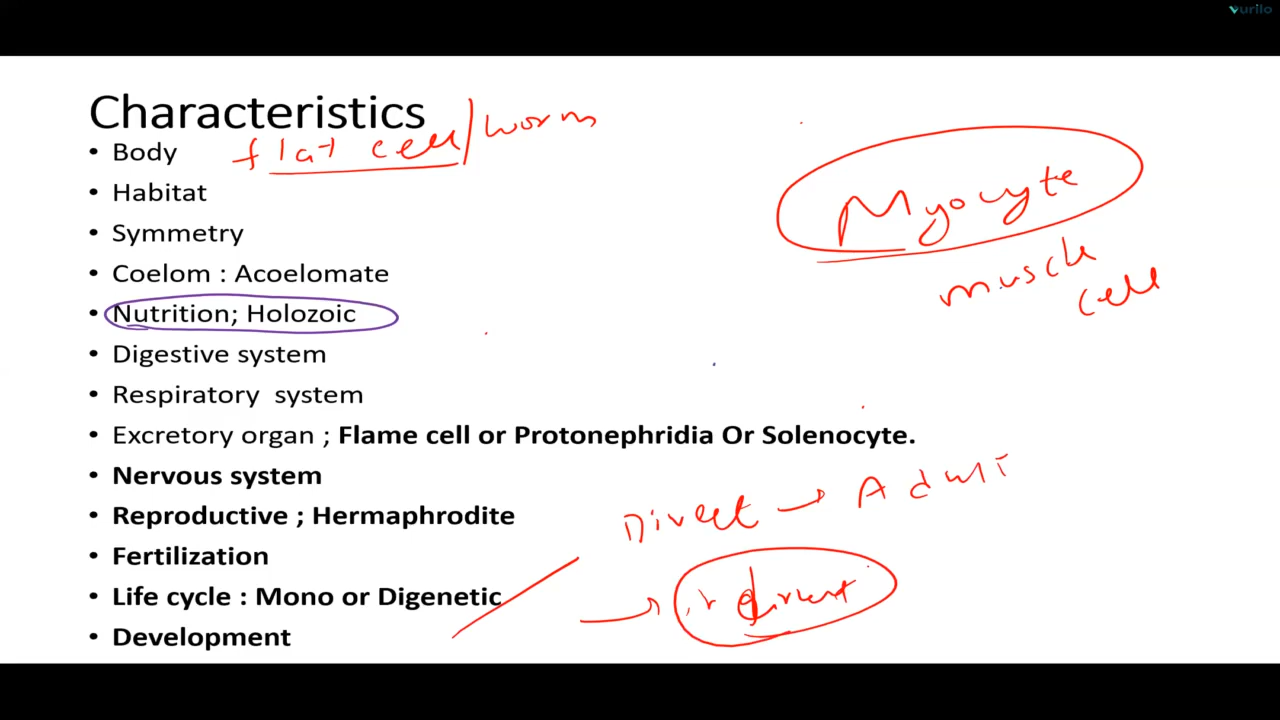 vurilo
Characteristics
• Body flat cell/worm
• Habitat
• Symmetry
• Coelom : Acoelomate
• Nutrition; Holozoic
• Digestive system
• Respiratory system
• Excretory organ ; Flame cell or Protonephridia Or Solenocyte.
• Nervous system
• Reproductive ; Hermaphrodite
• Fertilization
• Life cycle : Mono or Digenetic
• Development
Myocyte
muscle
cell
Direct → Adult